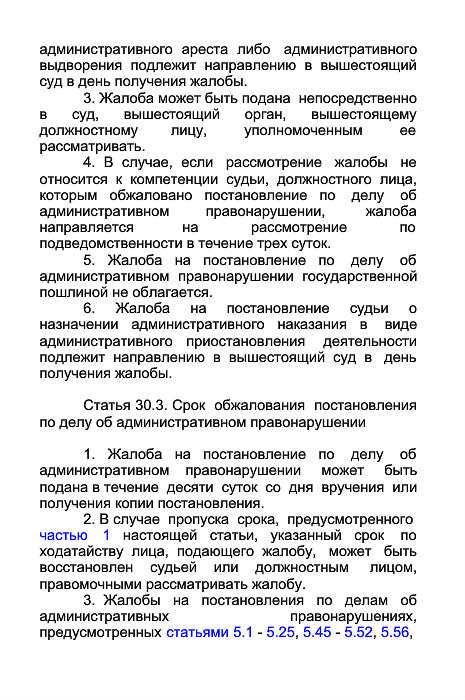 административного ареста либо административного
выдворения подлежит направлению в вышестоящий
суд в день получения жалобы.
3. Жалоба может быть подана непосредственно
в суд, вышестоящий орган, вышестоящему
должностному лицу, уполномоченным ее
рассматривать.
4. В случае, если рассмотрение жалобы не
относится к компетенции судьи, должностного лица,
которым обжаловано постановление по делу об
административном правонарушении, жалоба
направляется на рассмотрение по
подведомственности в течение трех суток.
5. Жалоба на постановление по делу об
административном правонарушении государственной
пошлиной не облагается.
6. Жалоба на постановление судьи о
назначении административного наказания в виде
административного приостановления деятельности
подлежит направлению в вышестоящий суд в день
получения жалобы.
Статья 30.3. Срок обжалования постановления
по делу об административном правонарушении
1. Жалоба на постановление по делу об
административном правонарушении может быть
подана в течение десяти суток со дня вручения или
получения копии постановления.
2. В случае пропуска срока, предусмотренного
частью 1 настоящей статьи, указанный срок по
ходатайству лица, подающего жалобу, может быть
восстановлен судьей или должностным лицом,
правомочными рассматривать жалобу.
3. Жалобы на постановления по делам об
административных правонарушениях,
предусмотренных статьями 5.1 - 5.25, 5.45 - 5.52, 5.56,